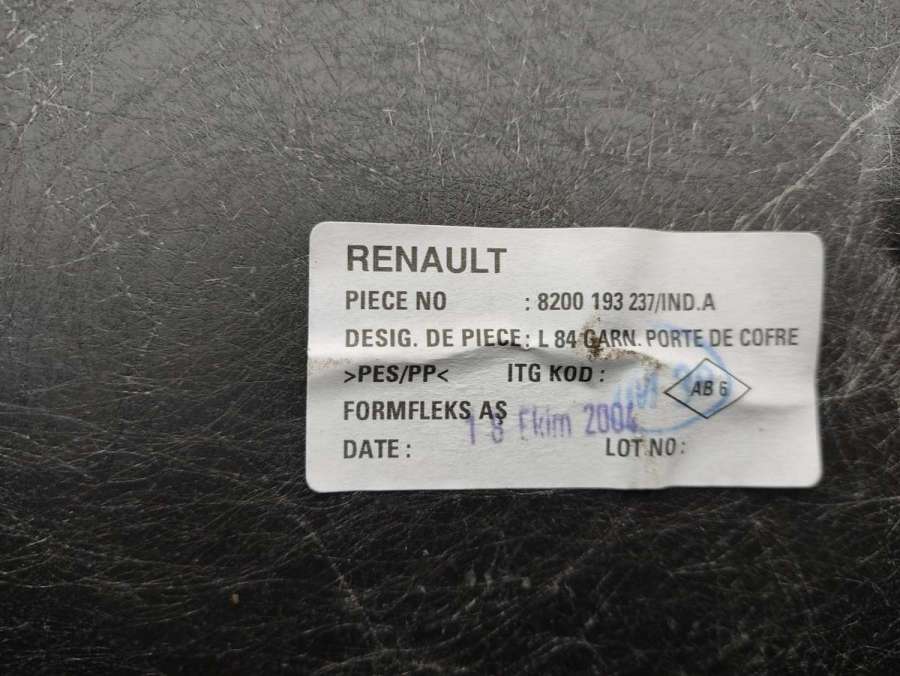 RENAULT
PIECE NO : 8200 193 237/IND.A
DESIG. DE PIECE : L 84 GARN. PORTE DE COFRE
>PES/PP< ITG KOD : AB 6
FORMFLEKS AŞ
18 Ekim 2004
DATE : LOT NO :